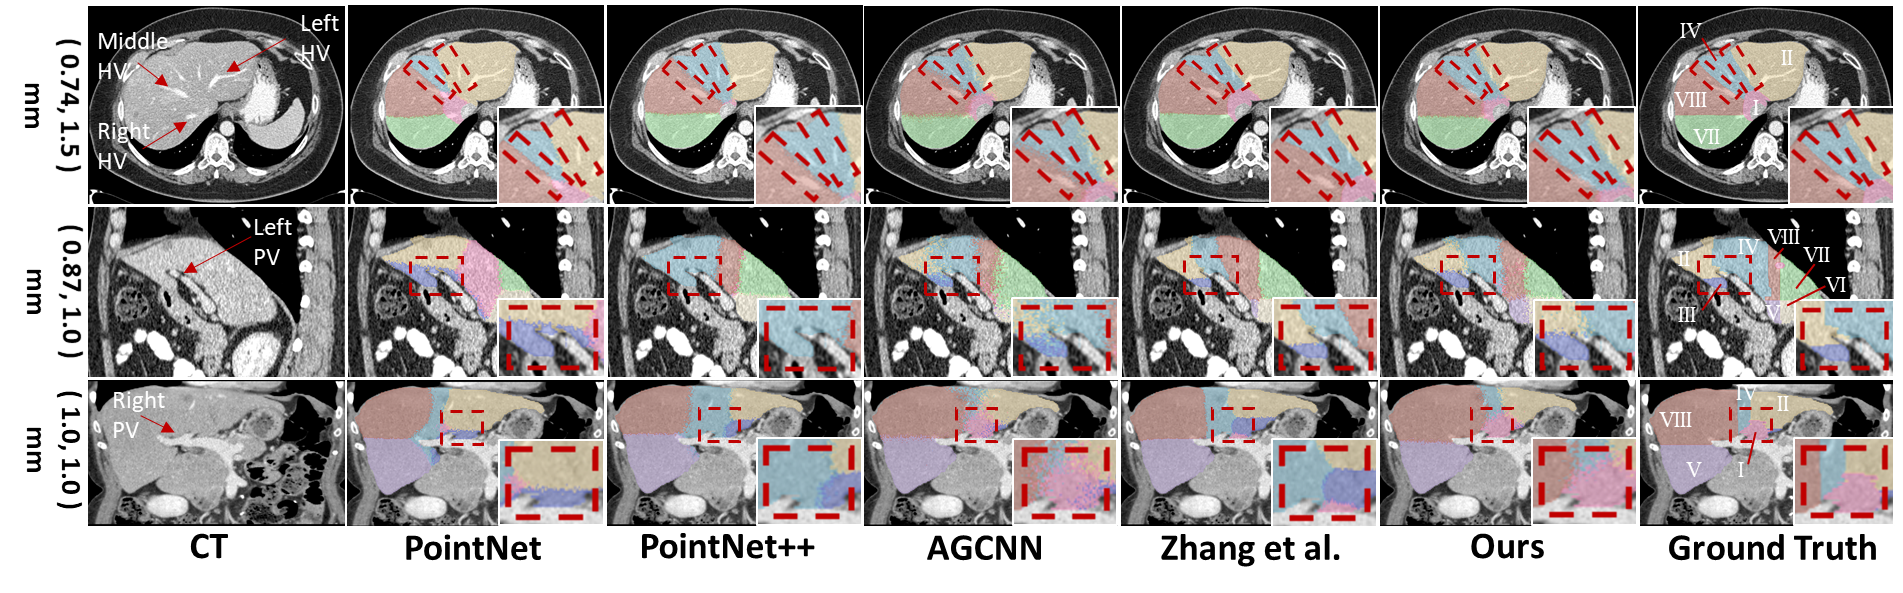 ( 0.74, 1.5 )
mm
Middle
HV
Left
HV
Right
HV
IV
II
VIII
I
VII
( 0.87, 1.0 )
mm
Left
PV
II
IV
VIII
VII
VI
III
V
( 1.0, 1.0 )
mm
Right
PV
IV
II
VIII
V
I
CT
PointNet
PointNet++
AGCNN
Zhang et al.
Ours
Ground Truth